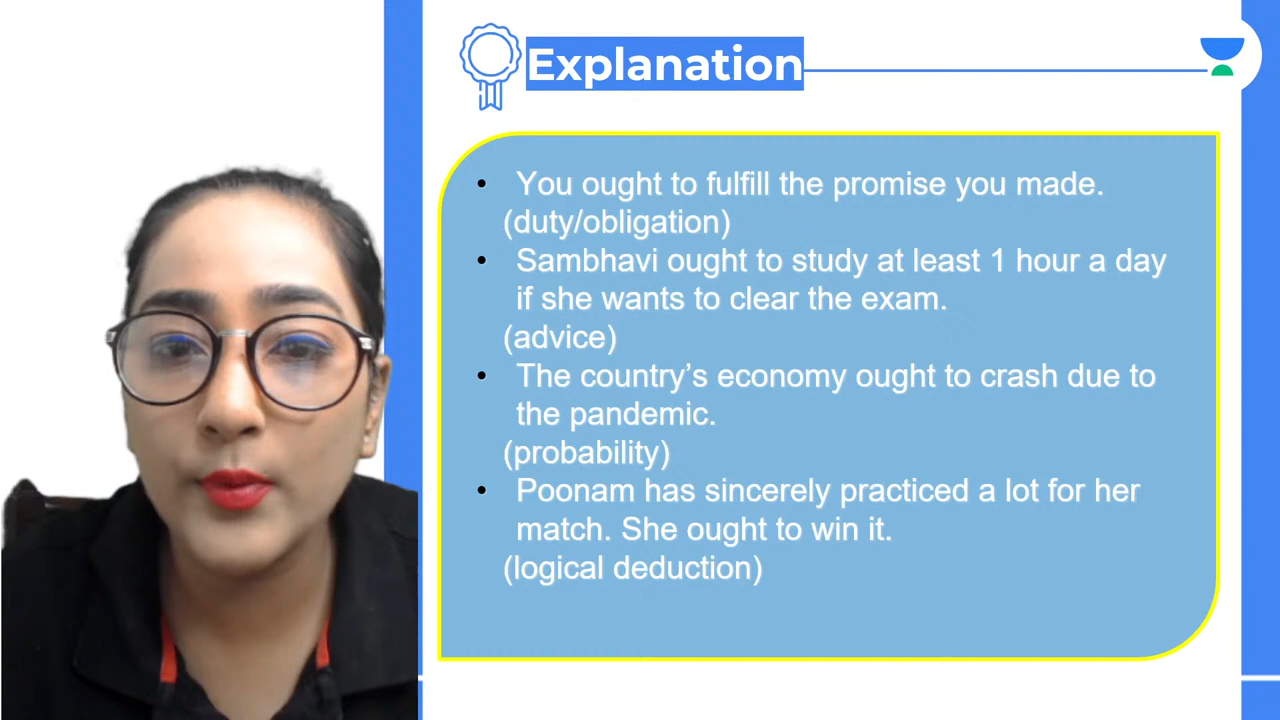 Explanation
• You ought to fulfill the promise you made.
(duty/obligation)
• Sambhavi ought to study at least 1 hour a day
if she wants to clear the exam.
(advice)
• The country’s economy ought to crash due to
the pandemic.
(probability)
• Poonam has sincerely practiced a lot for her
match. She ought to win it.
(logical deduction)